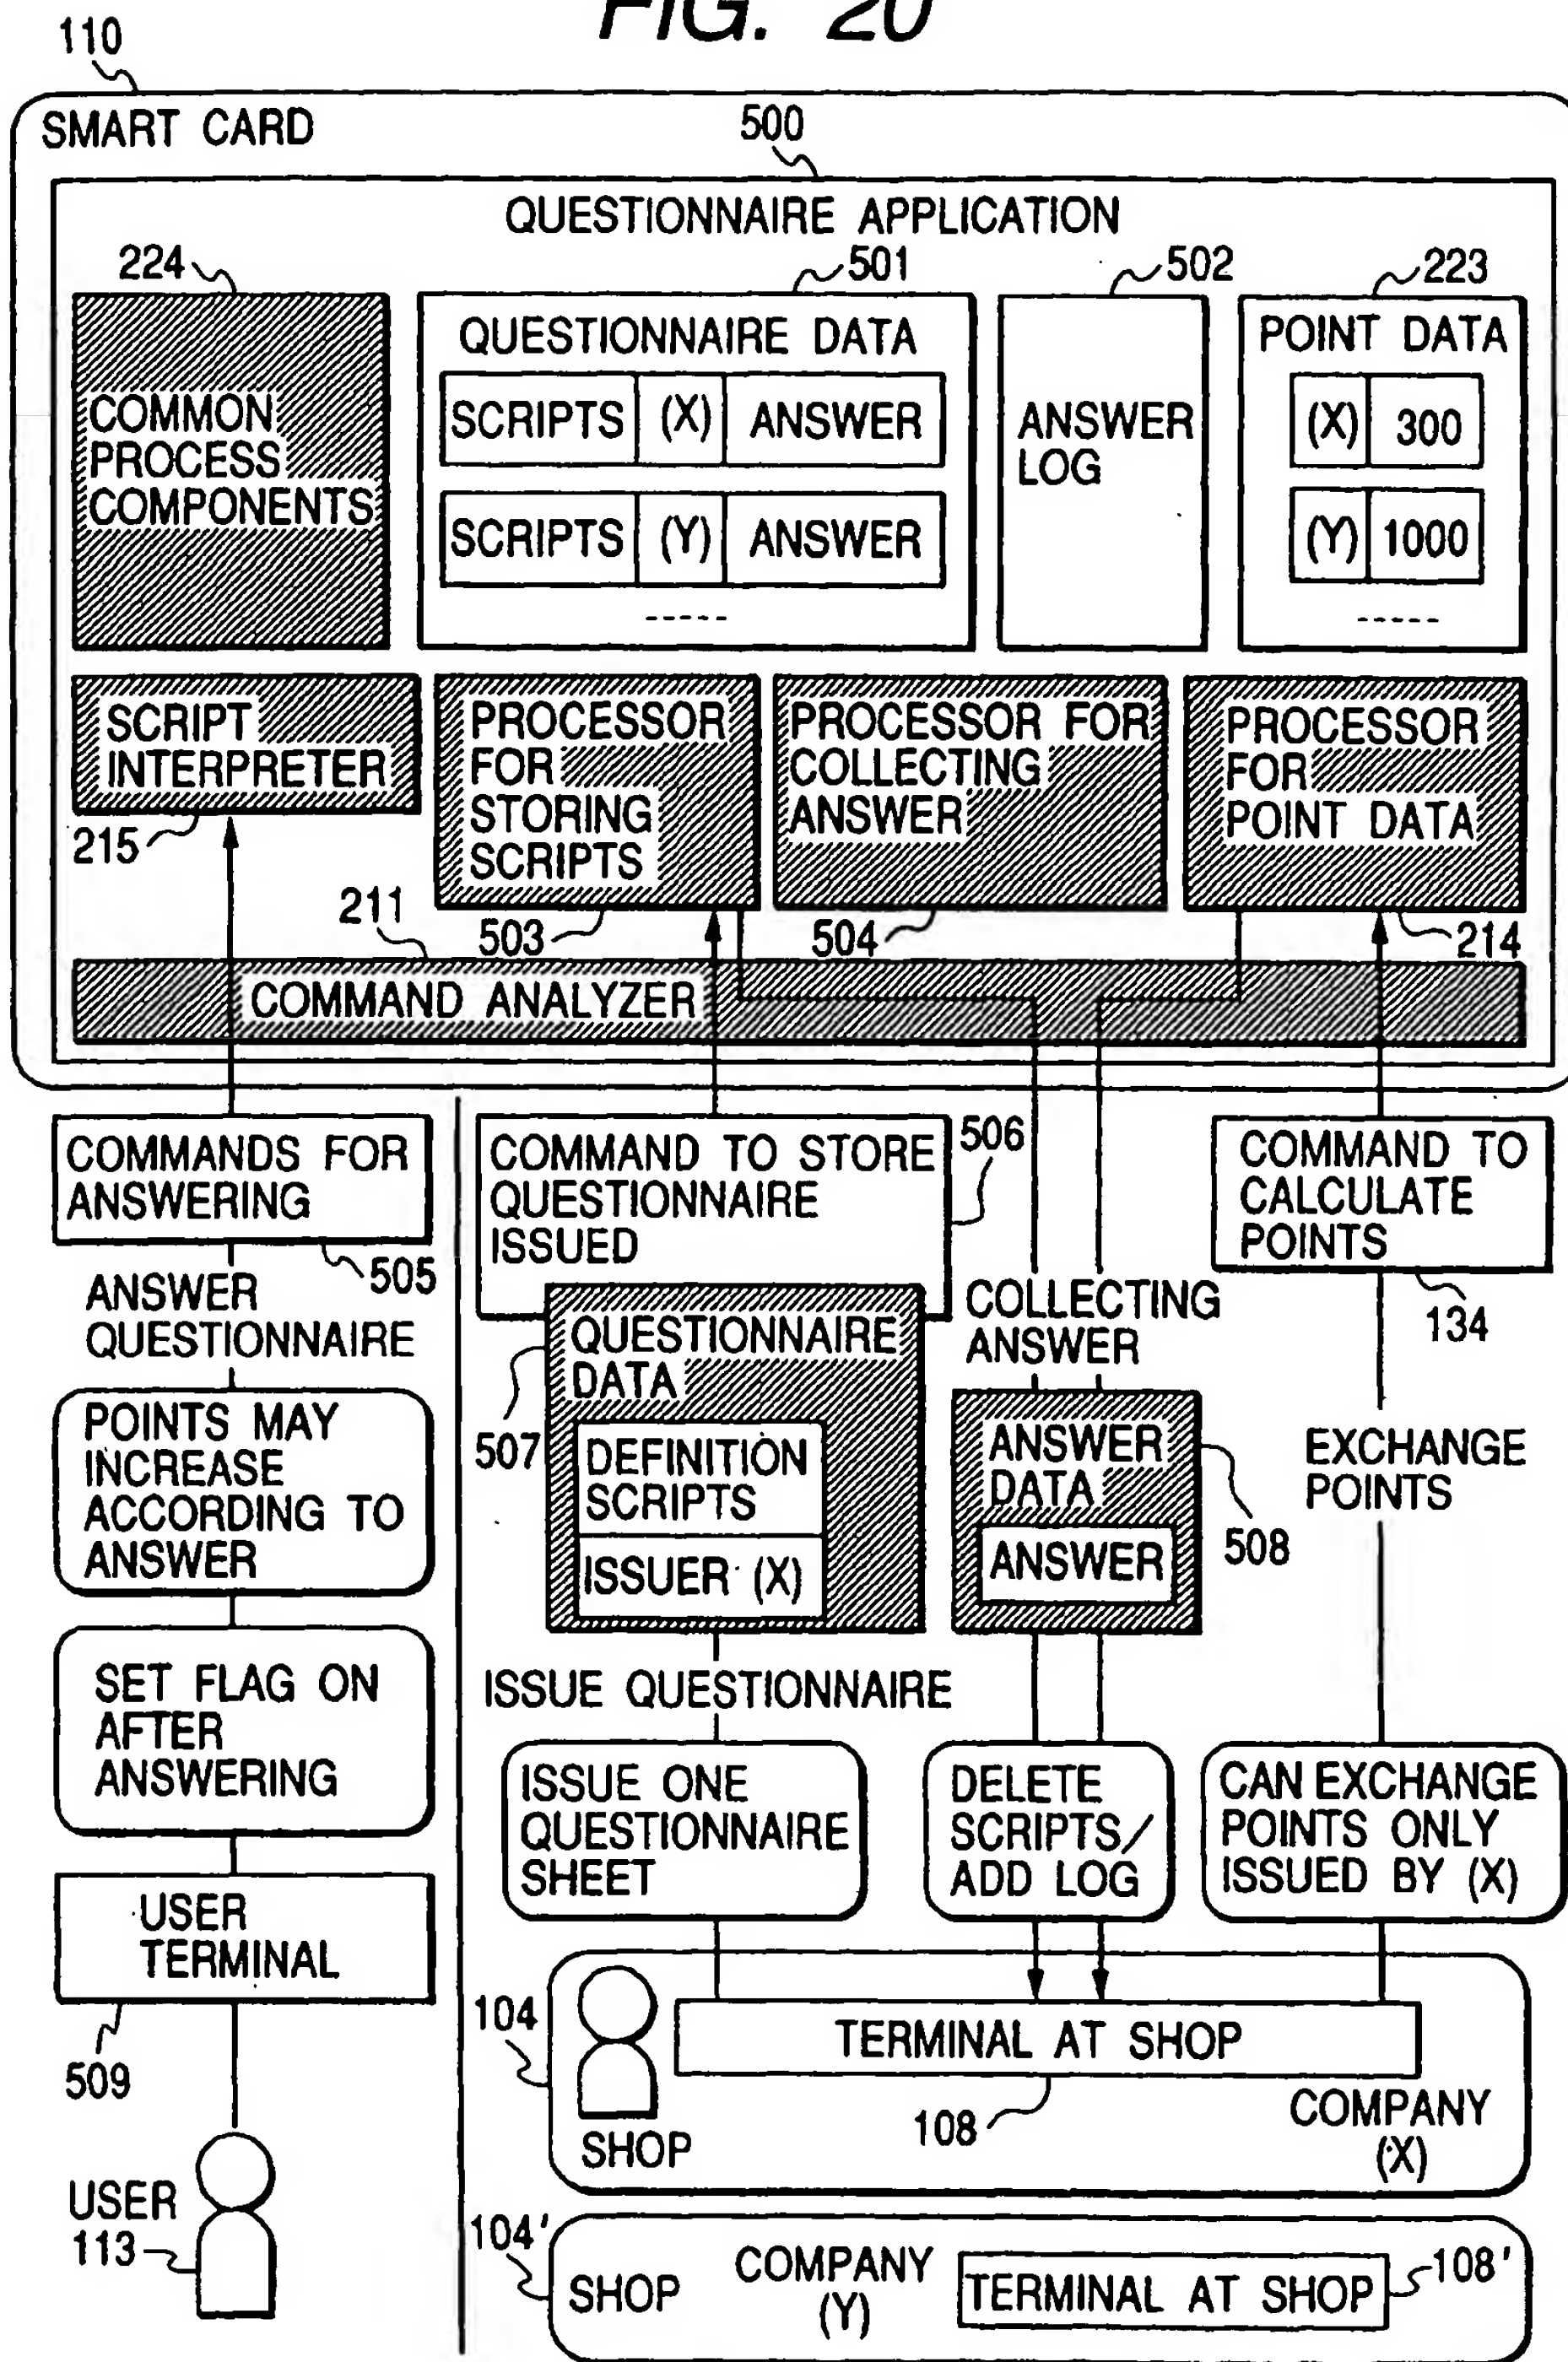 FIG. 20
110
SMART CARD
500
QUESTIONNAIRE APPLICATION
224
501
502
223
COMMON
PROCESS
COMPONENTS
QUESTIONNAIRE DATA
SCRIPTS (X) ANSWER
SCRIPTS (Y) ANSWER
-----
ANSWER
LOG
POINT DATA
(X) 300
(Y) 1000
-----
SCRIPT
INTERPRETER
215
PROCESSOR
FOR
STORING
SCRIPTS
503
PROCESSOR FOR
COLLECTING
ANSWER
504
PROCESSOR
FOR
POINT DATA
214
211
COMMAND ANALYZER
COMMANDS FOR
ANSWERING
505
ANSWER
QUESTIONNAIRE
POINTS MAY
INCREASE
ACCORDING TO
ANSWER
SET FLAG ON
AFTER
ANSWERING
USER
TERMINAL
509
USER
113
COMMAND TO STORE
QUESTIONNAIRE
ISSUED
506
QUESTIONNAIRE
DATA
507
DEFINITION
SCRIPTS
ISSUER (X)
ISSUE QUESTIONNAIRE
ISSUE ONE
QUESTIONNAIRE
SHEET
COLLECTING
ANSWER
ANSWER
DATA
ANSWER
508
DELETE
SCRIPTS/
ADD LOG
COMMAND TO
CALCULATE
POINTS
134
EXCHANGE
POINTS
CAN EXCHANGE
POINTS ONLY
ISSUED BY (X)
104
TERMINAL AT SHOP
108
SHOP
COMPANY
(X)
104'
SHOP
COMPANY
(Y)
TERMINAL AT SHOP
108'